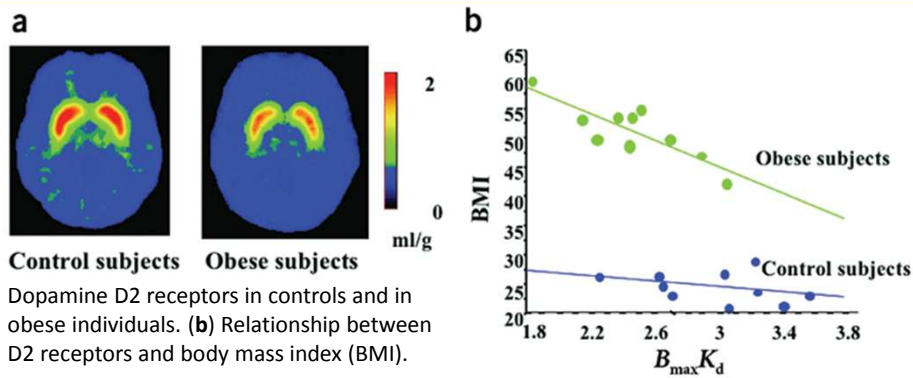 a
2
0
ml/g
Control subjects
Obese subjects
Dopamine D2 receptors in controls and in
obese individuals. (b) Relationship between
D2 receptors and body mass index (BMI).
b
65
60
55
50
45
40
35
30
25
20
BMI
Obese subjects
Control subjects
1.8
2.2
2.6
3
3.4
3.8
BmaxKd